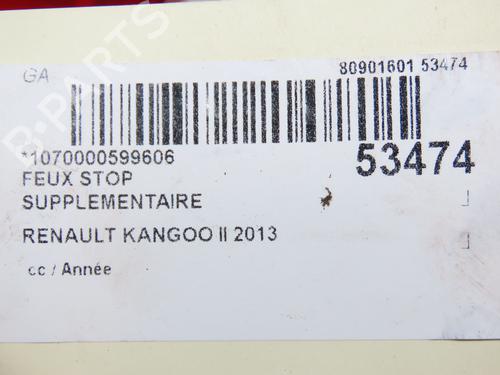 GA
80901601 53474
*1070000599606
53474
FEUX STOP
SUPPLEMENTAIRE
RENAULT KANGOO II 2013
cc / Année
B-PARTS